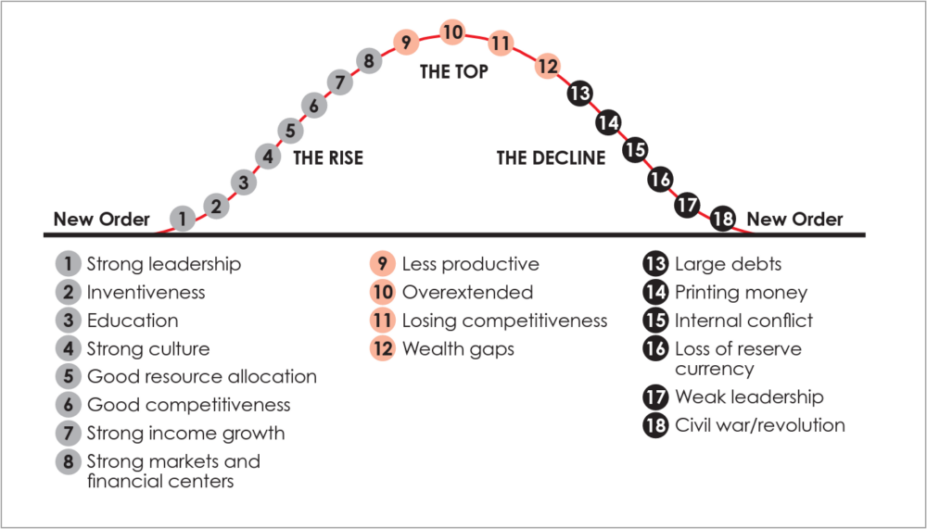 9
10
11
8
THE TOP
12
7
13
6
14
5
4
THE RISE
THE DECLINE
15
3
16
2
17
New Order
1
18
New Order
1 Strong leadership
2 Inventiveness
3 Education
4 Strong culture
5 Good resource allocation
6 Good competitiveness
7 Strong income growth
8 Strong markets and
financial centers
9 Less productive
10 Overextended
11 Losing competitiveness
12 Wealth gaps
13 Large debts
14 Printing money
15 Internal conflict
16 Loss of reserve
currency
17 Weak leadership
18 Civil war/revolution